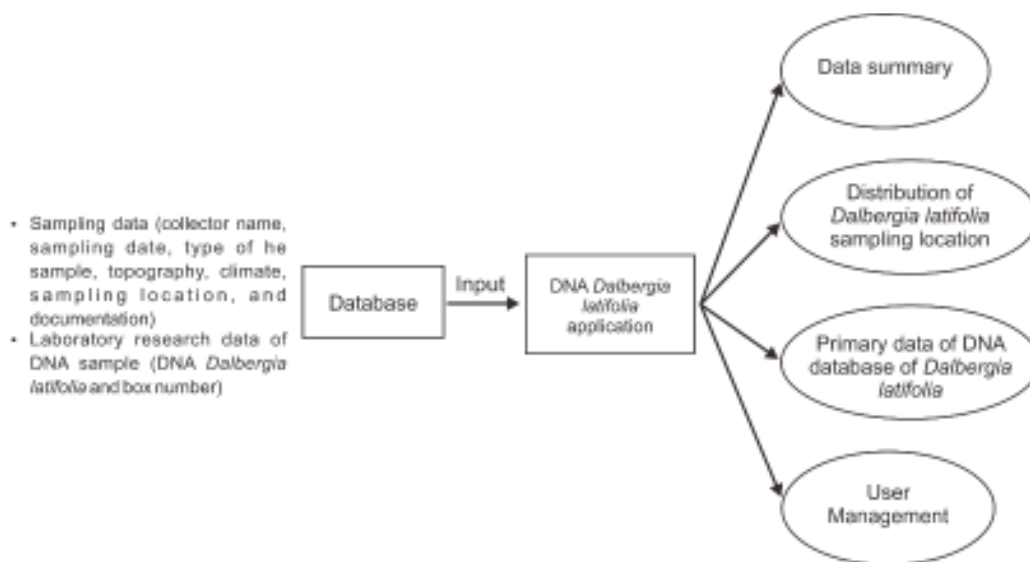 • Sampling data (collector name,
sampling date, type of he
sample, topography, climate,
sampling location, and
documentation)
• Laboratory research data of
DNA sample (DNA Dalbergia
latifolia and box number)
Database
Input
DNA Dalbergia
latifolia
application
Data summary
Distribution of
Dalbergia latifolia
sampling location
Primary data of DNA
database of Dalbergia
latifolia
User
Management